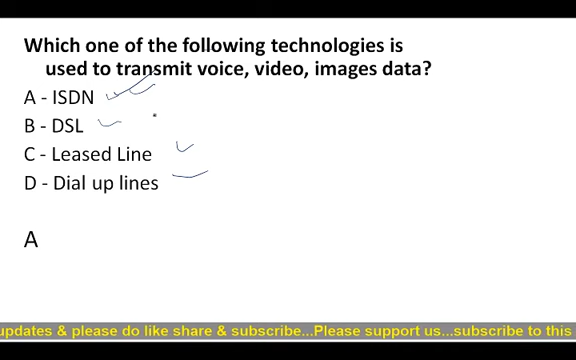 Which one of the following technologies is
used to transmit voice, video, images data?
A - ISDN
B - DSL
C - Leased Line
D - Dial up lines
A
updates & please do like share & subscribe...Please support us...subscribe to this